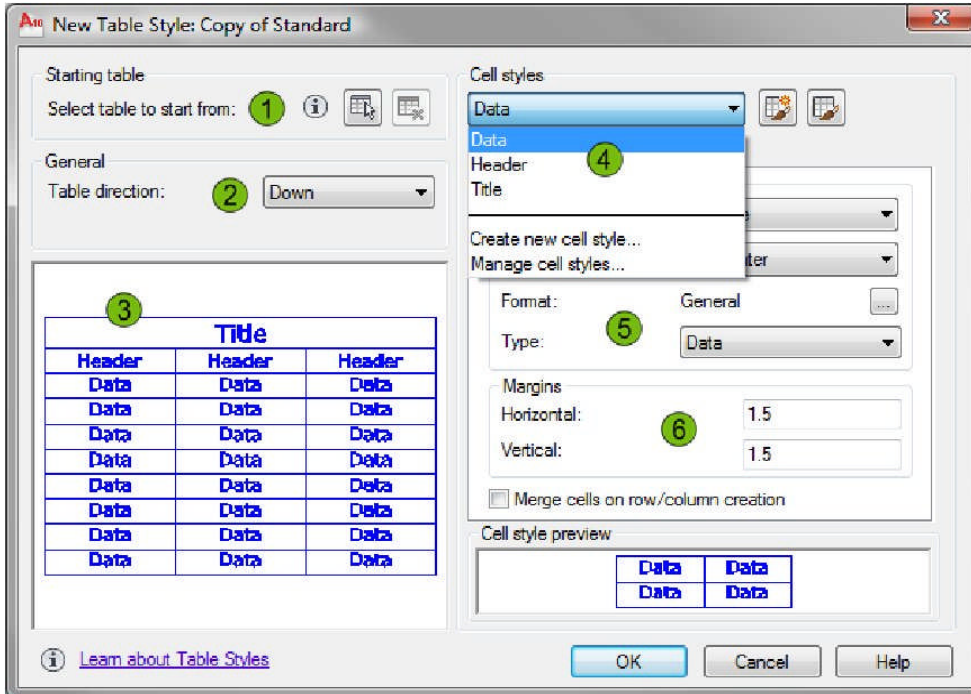 A10 New Table Style: Copy of Standard
Starting table
Select table to start from: 1
General
Table direction: 2 Down
3
Title
Header Header Header
Data Data Data
Data Data Data
Data Data Data
Data Data Data
Data Data Data
Data Data Data
Data Data Data
Data Data Data
Learn about Table Styles
Cell styles
Data
Data
Header
Title
4
Create new cell style...
Manage cell styles...
Format: General ...
Type: 5 Data
Margins
Horizontal: 1.5
6
Vertical: 1.5
Merge cells on row/column creation
Cell style preview
Data Data
Data Data
OK Cancel Help